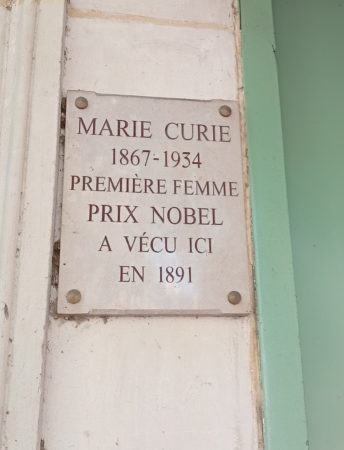 MARIE CURIE
1867-1934
PREMIÈRE FEMME
PRIX NOBEL
A VÉCU ICI
EN 1891